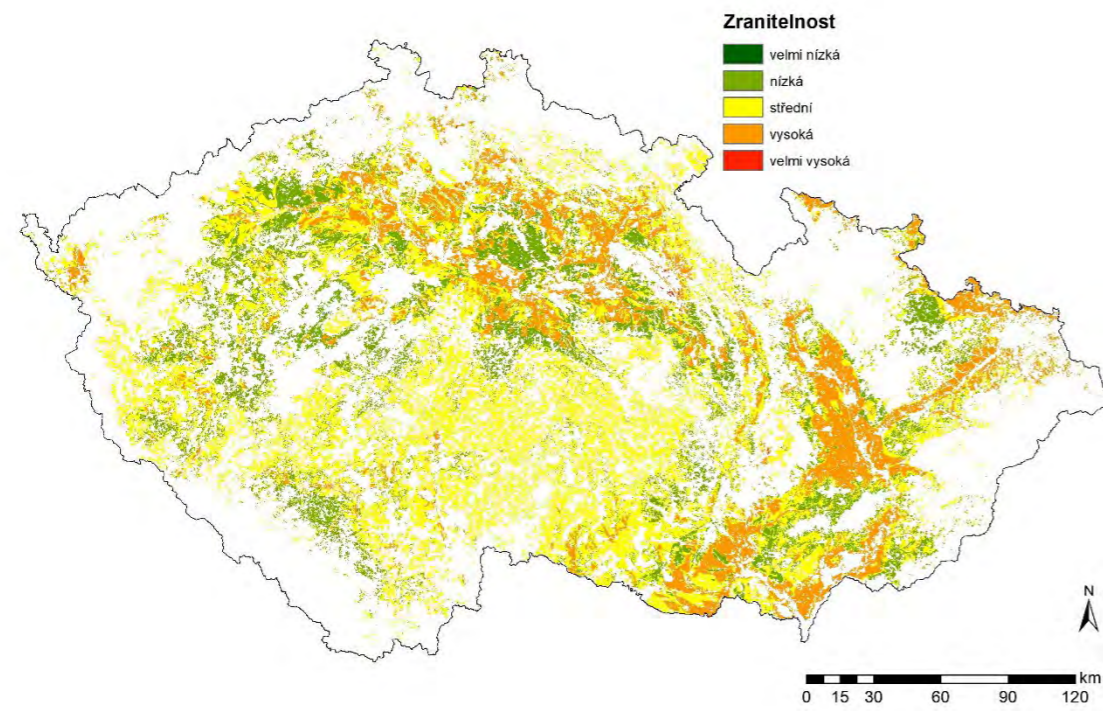 Zranitelnost
velmi nízká
nízká
střední
vysoká
velmi vysoká
N
km
0 15 30 60 90 120